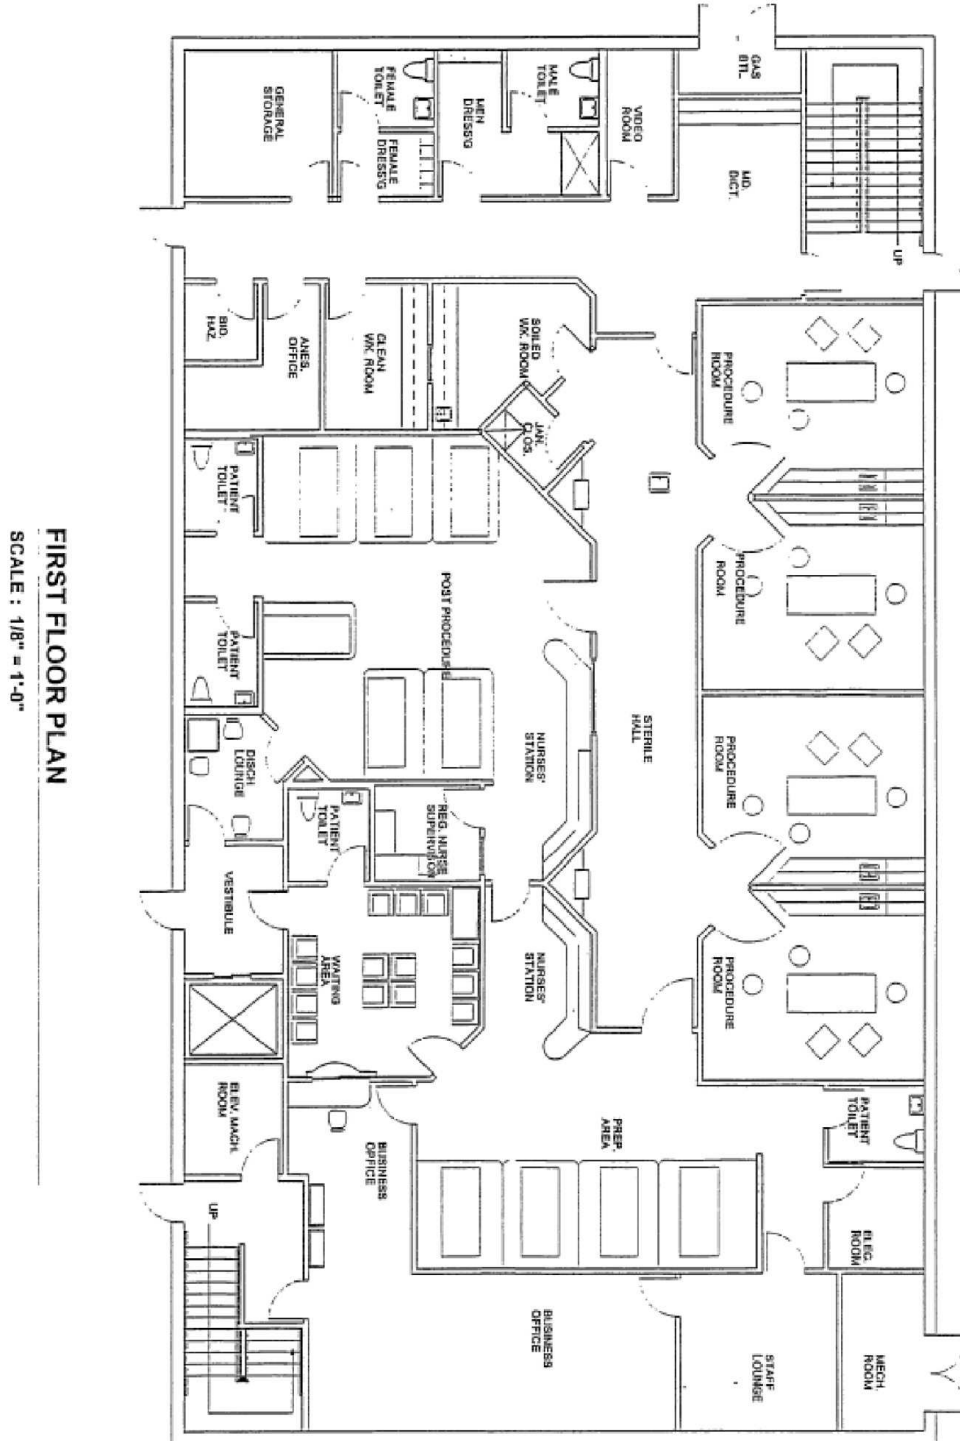 GAS
BTL.
UP
MD.
DICT.
VIDEO
ROOM
MALE
TOILET
MEN
DRESS'G
FEMALE
TOILET
FEMALE
DRESS'G
GENERAL
STORAGE
PROCEDURE
ROOM
PROCEDURE
ROOM
PROCEDURE
ROOM
PROCEDURE
ROOM
PATIENT
TOILET
ELEC.
ROOM
MECH.
ROOM
STAFF
LOUNGE
STERILE
HALL
PREP.
AREA
SOILED
WK. ROOM
JAN.
CLOS.
NURSES'
STATION
NURSES'
STATION
BUSINESS
OFFICE
CLEAN
WK. ROOM
POST PROCEDURE
REG. NURSE
SUPERVISION
BUSINESS
OFFICE
ANES.
OFFICE
BIO.
HAZ.
PATIENT
TOILET
PATIENT
TOILET
DISCH
LOUNGE
PATIENT
TOILET
WAITING
AREA
VESTIBULE
ELEV. MACH.
ROOM
UP
FIRST FLOOR PLAN
SCALE : 1/8" = 1'-0"